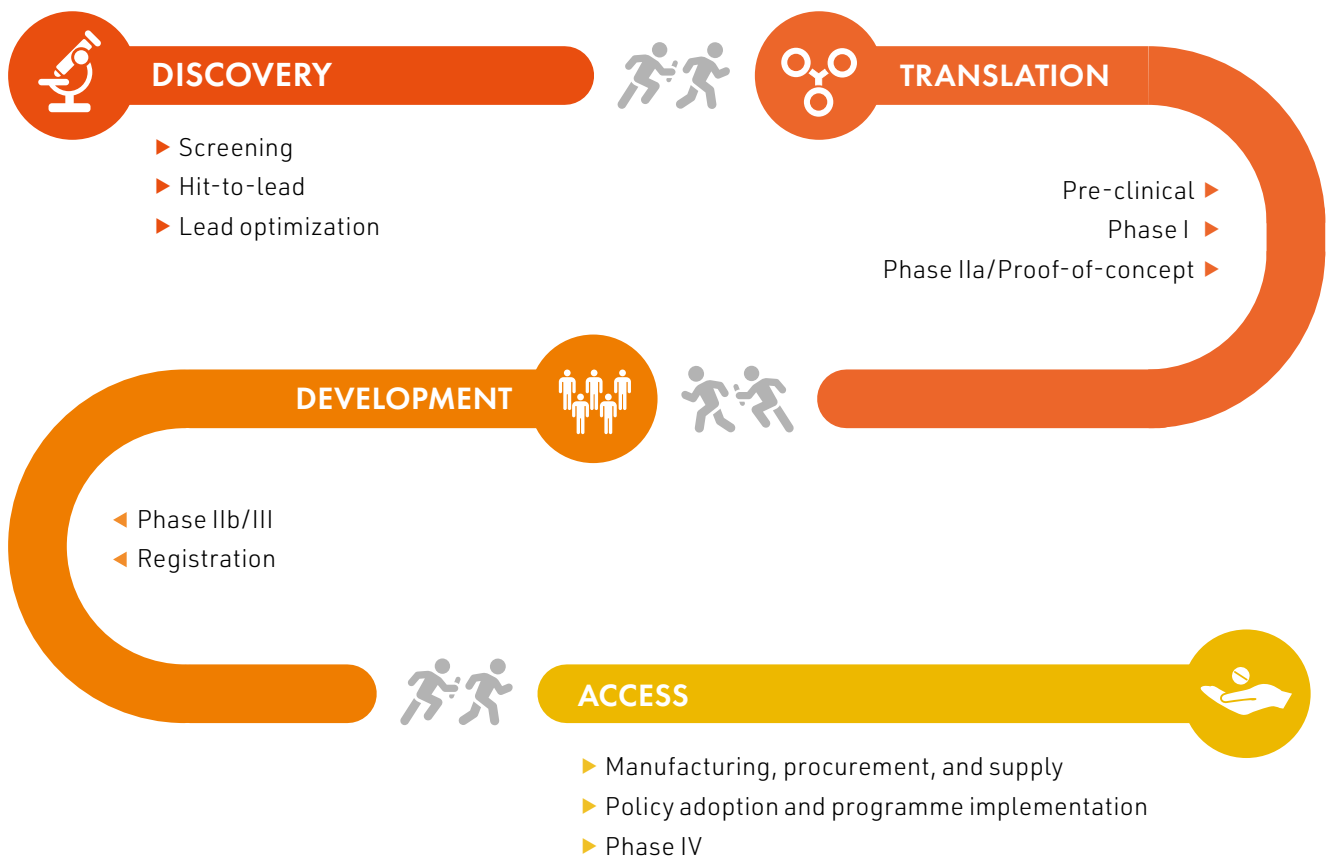 DISCOVERY
Screening
Hit-to-lead
Lead optimization
TRANSLATION
Pre-clinical
Phase I
Phase IIa/Proof-of-concept
DEVELOPMENT
Phase IIb/III
Registration
ACCESS
Manufacturing, procurement, and supply
Policy adoption and programme implementation
Phase IV